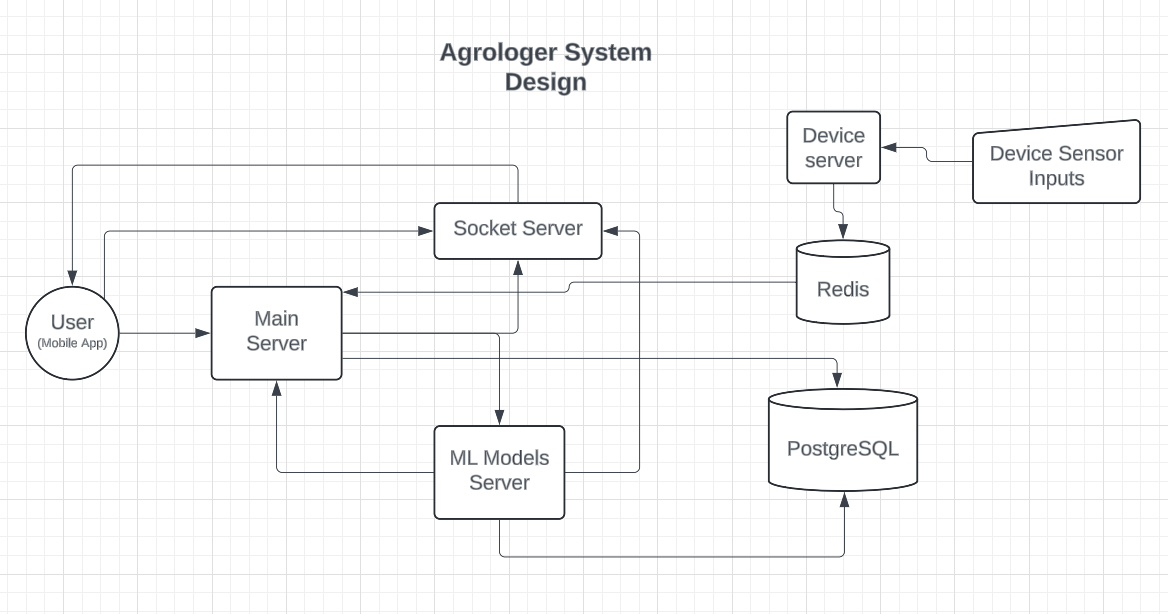 Agrologer System
Design
Device
server
Device Sensor
Inputs
Socket Server
Redis
User
(Mobile App)
Main
Server
PostgreSQL
ML Models
Server